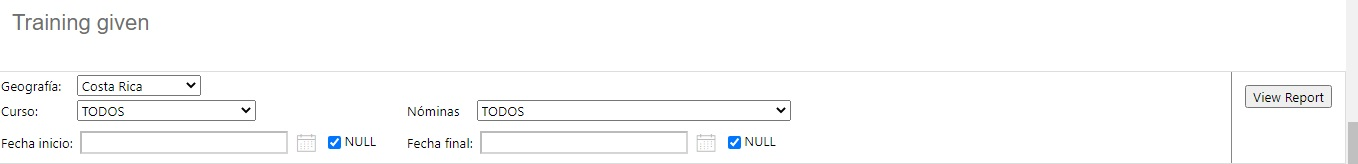 Training given
Geografía: Costa Rica
View Report
Curso: TODOS Nóminas TODOS
Fecha inicio: NULL Fecha final: NULL